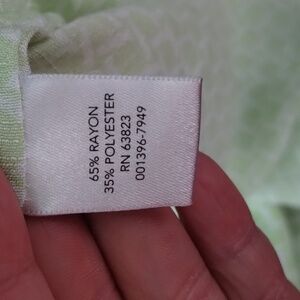 65% RAYON
35% POLYESTER
RN 63823
001396-7949